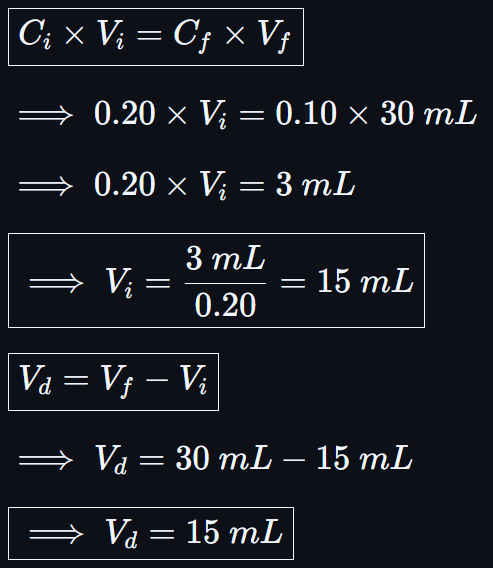 C_i × V_i = C_f × V_f
⟹ 0.20 × V_i = 0.10 × 30 mL
⟹ 0.20 × V_i = 3 mL
⟹ V_i = \frac{3 mL}{0.20} = 15 mL
V_d = V_f − V_i
⟹ V_d = 30 mL − 15 mL
⟹ V_d = 15 mL